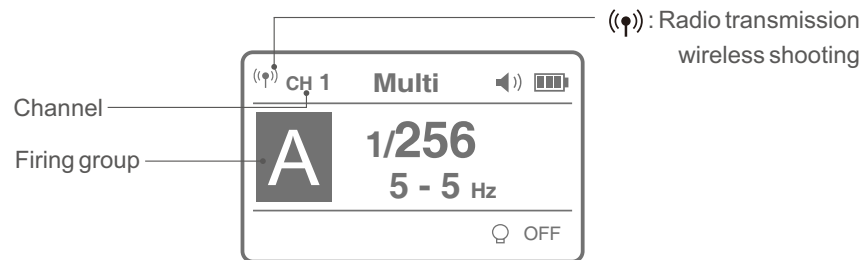 : Radio transmission
wireless shooting
CH 1 Multi
Channel
Firing group
A
1/256
5 - 5 Hz
OFF